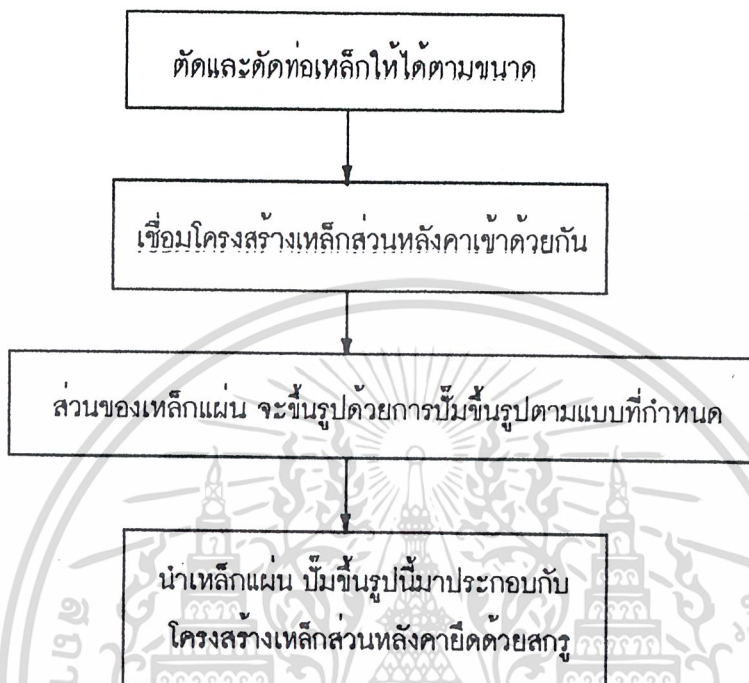 ตัดและดัดท่อเหล็กให้ได้ตามขนาด
เชื่อมโครงสร้างเหล็กส่วนหลังคาเข้าด้วยกัน
ส่วนของเหล็กแผ่น จะขึ้นรูปด้วยการปั๊มขึ้นรูปตามแบบที่กำหนด
นำเหล็กแผ่น ปั๊มขึ้นรูปนี้มาประกอบกับ
โครงสร้างเหล็กส่วนหลังคายึดด้วยสกรู